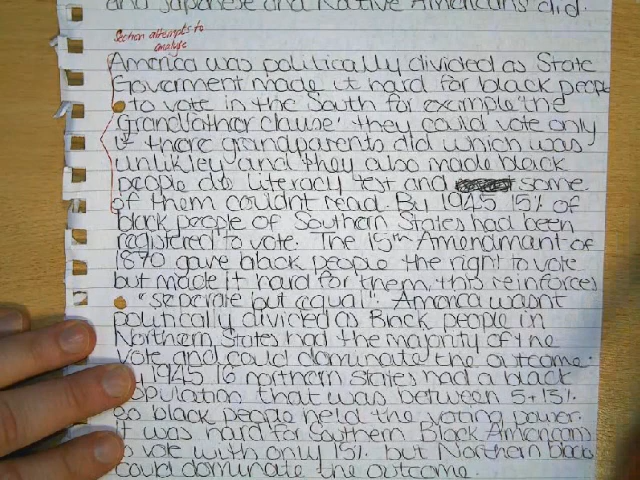 and Japanese and Native Americans did.
Section attempts to
analyse
America was politically divided as State
Goverment made it hard for black people
to vote in the South for example 'the
Grandfather clause' they could vote only
if there grandparents did which was
unlikley and they also made black
people do literacy test and some
of them couldnt read. By 1945 15% of
black people of Southern States had been
registered to vote. The 15th Amendmant of
1870 gave black people the right to vote
but made it hard for them, this reinforces
"seperate but equal". America wasnt
politically divided as Black people in
Northern States had the majority of the
vote and could dominate the outcome.
1945 16 northern States had a black
population that was between 5+15%
so black people held the voting power.
It was hard for Southern Black Americans
to vote with only 15% but Northern blacks
could dominate the outcome.